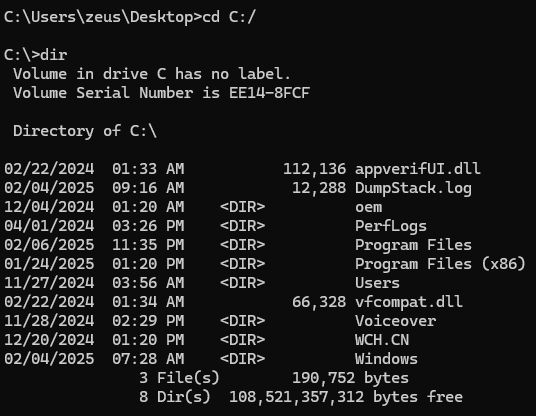 C:\Users\zeus\Desktop>cd C:/
C:\>dir
Volume in drive C has no label.
Volume Serial Number is EE14-8FCF
Directory of C:\
02/22/2024  01:33 AM           112,136 appverifUI.dll
02/04/2025  09:16 AM            12,288 DumpStack.log
12/04/2024  01:20 AM    <DIR>          oem
04/01/2024  03:26 PM    <DIR>          PerfLogs
02/06/2025  11:35 PM    <DIR>          Program Files
01/24/2025  01:20 PM    <DIR>          Program Files (x86)
11/27/2024  03:56 AM    <DIR>          Users
02/22/2024  01:34 AM            66,328 vfcompat.dll
11/28/2024  02:29 PM    <DIR>          Voiceover
12/20/2024  01:20 PM    <DIR>          WCH.CN
02/04/2025  07:28 AM    <DIR>          Windows
3 File(s)        190,752 bytes
8 Dir(s)  108,521,357,312 bytes free